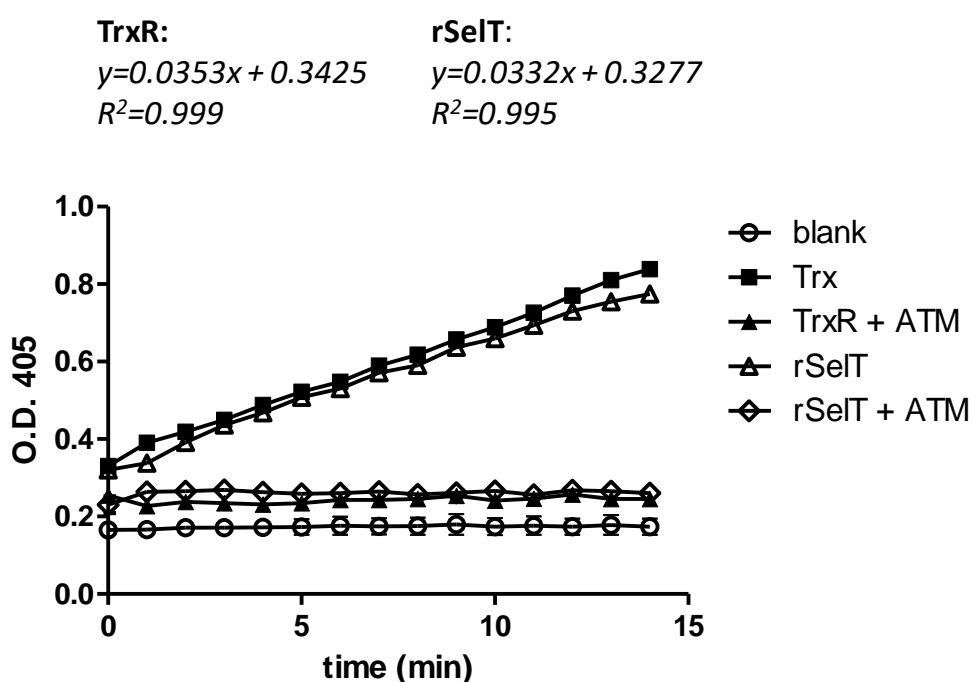 TrxR: rSelT:
y=0.0353x + 0.3425 y=0.0332x + 0.3277
R²=0.999 R²=0.995
1.0
0.8
0.6
0.4
0.2
0.0
O.D. 405
0 5 10 15
time (min)
blank
Trx
TrxR + ATM
rSelT
rSelT + ATM